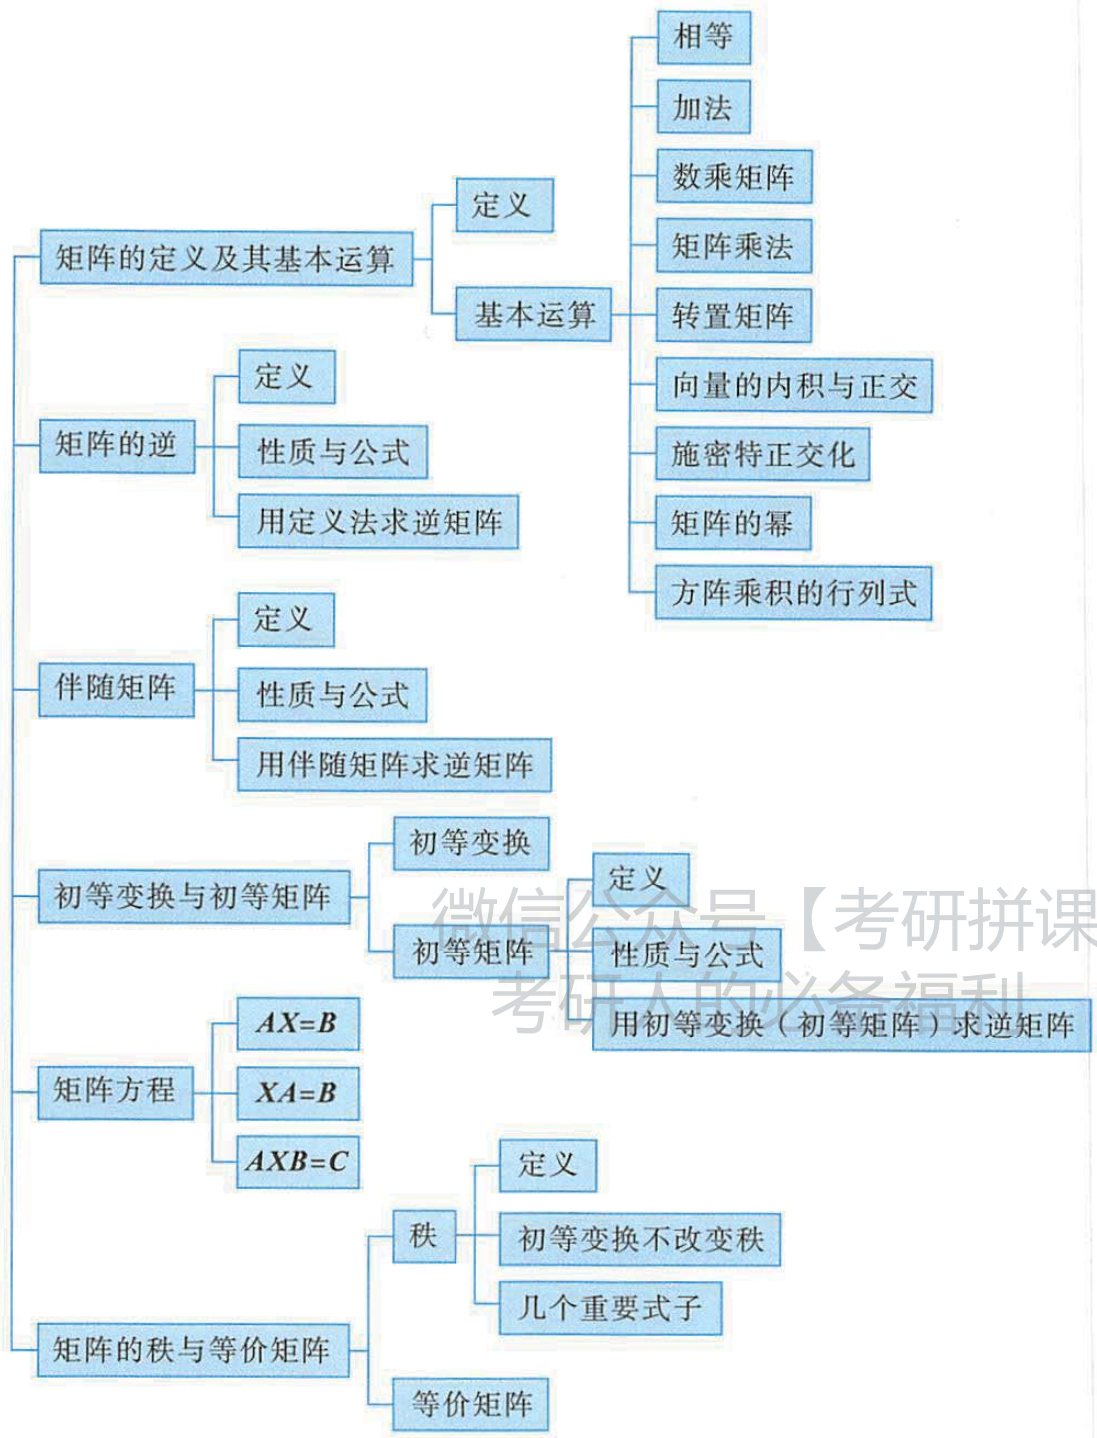 相等
加法
数乘矩阵
定义
矩阵的定义及其基本运算
矩阵乘法
基本运算
转置矩阵
向量的内积与正交
施密特正交化
矩阵的幂
方阵乘积的行列式
定义
矩阵的逆
性质与公式
用定义法求逆矩阵
定义
伴随矩阵
性质与公式
用伴随矩阵求逆矩阵
初等变换
初等变换与初等矩阵
定义
初等矩阵
性质与公式
用初等变换(初等矩阵)求逆矩阵
微信公众号【考研拼课
考研人的必备福利
AX=B
矩阵方程
XA=B
AXB=C
定义
秩
初等变换不改变秩
几个重要式子
矩阵的秩与等价矩阵
等价矩阵